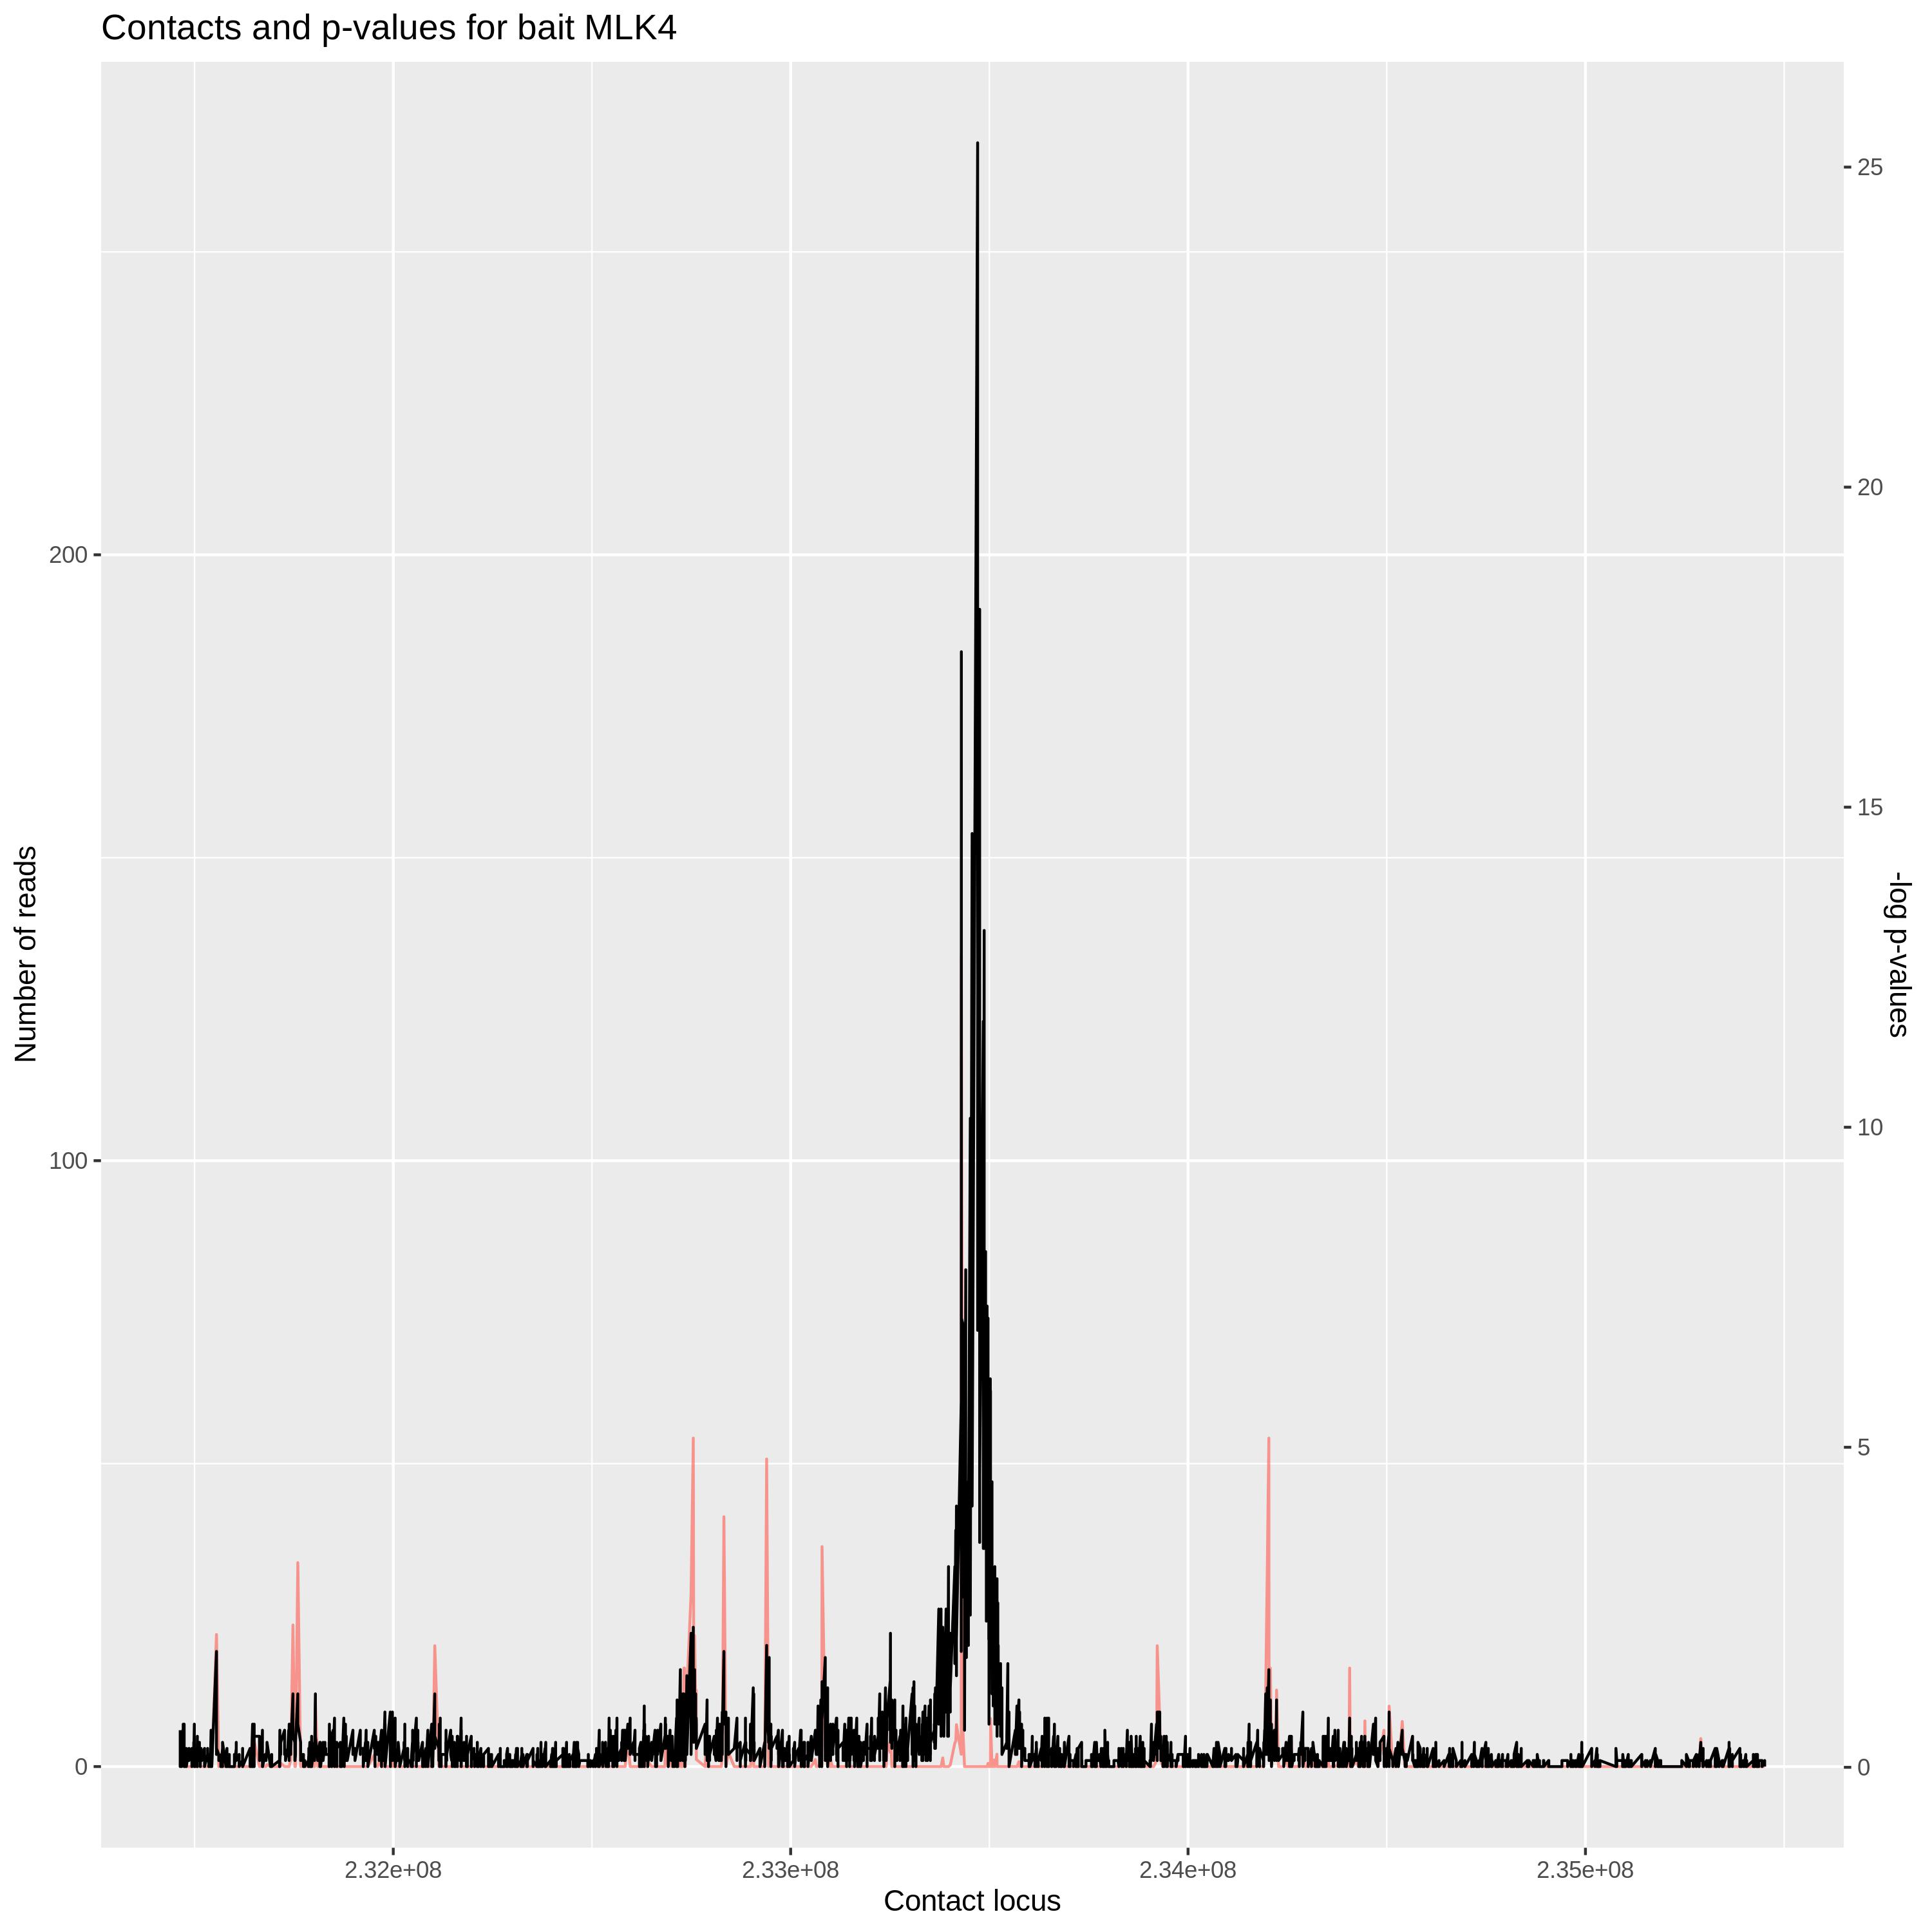 Contacts and p-values for bait MLK4
Number of reads
200
100
0
25
20
15
10
5
0
-log p-values
2.32e+08
2.33e+08
2.34e+08
2.35e+08
Contact locus